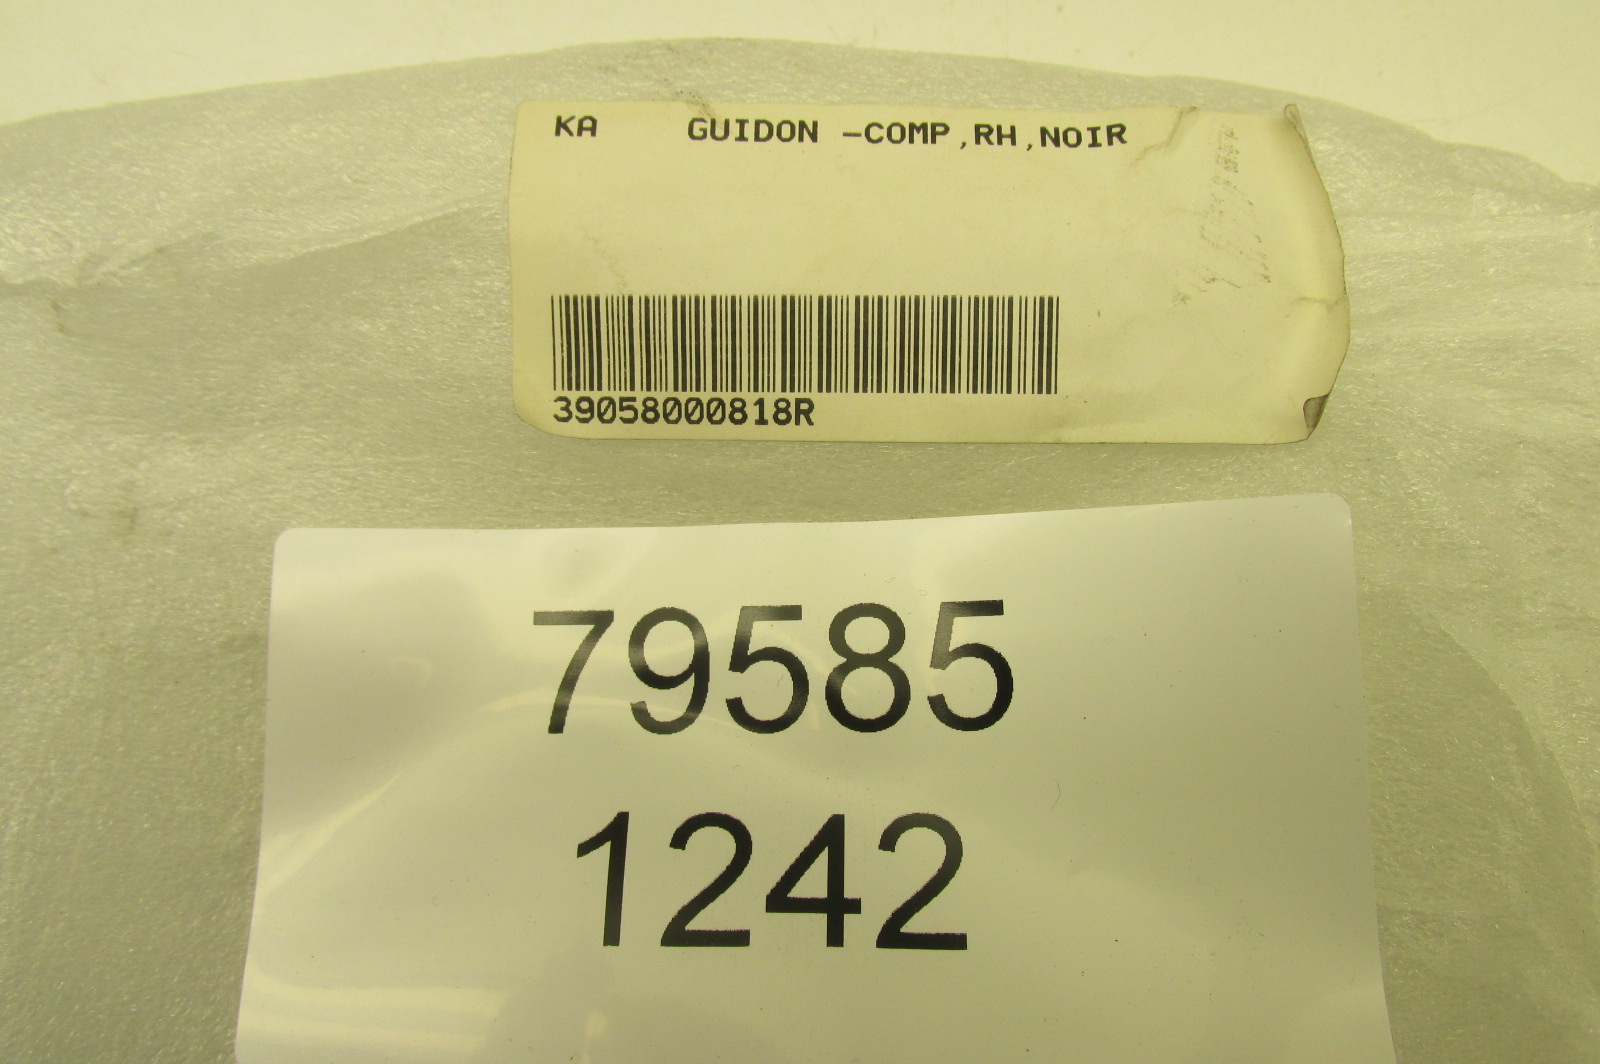 KA GUIDON -COMP,RH,NOIR
39058000818R
79585
1242